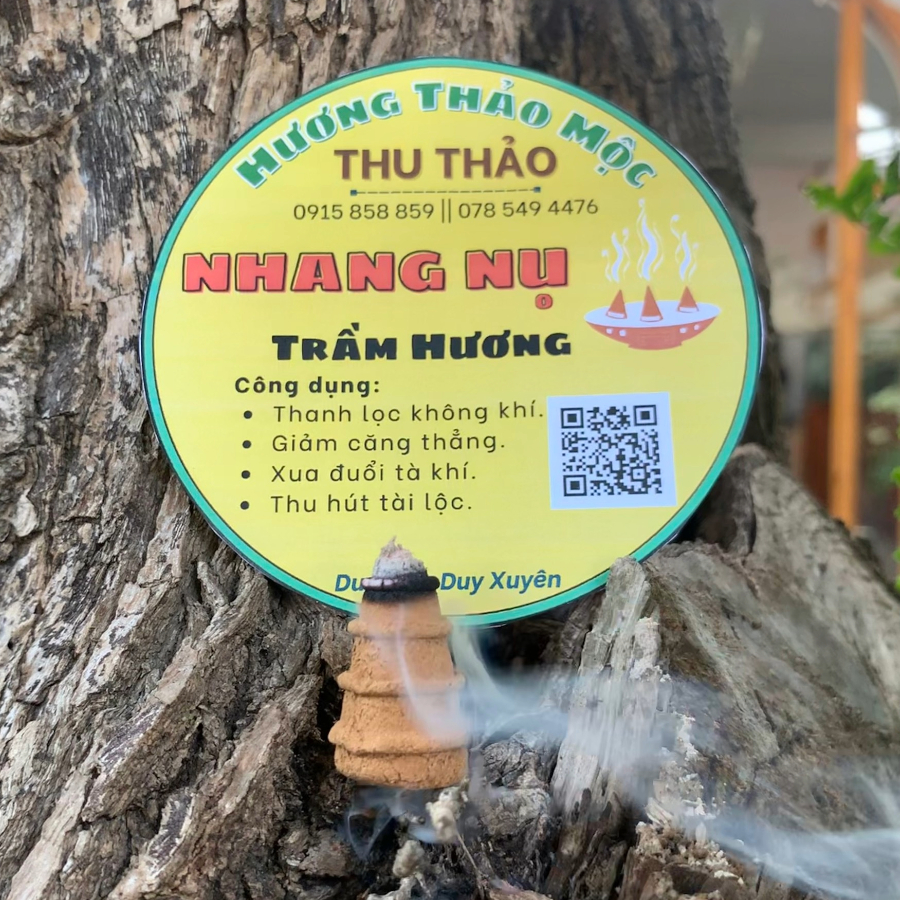 Hương Thảo Mộc
THU THẢO
0915 858 859 || 078 549 4476
NHANG NỤ
TRẦM HƯƠNG
Công dụng:
• Thanh lọc không khí.
• Giảm căng thẳng.
• Xua đuổi tà khí.
• Thu hút tài lộc.
Duy Xuyên